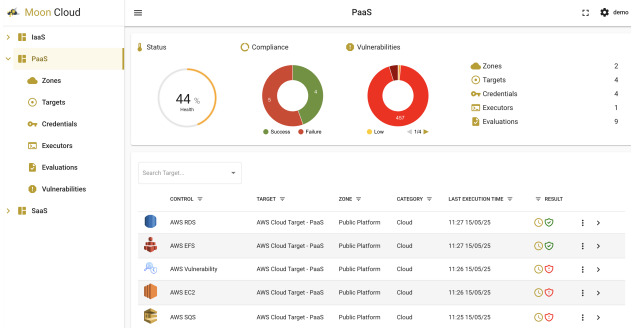 Moon Cloud
PaaS
demo
IaaS
PaaS
Zones
Targets
Credentials
Executors
Evaluations
Vulnerabilities
SaaS
Status
44 %
Health
Compliance
4
5
Success Failure
Vulnerabilities
457
Low 1/4
Zones 2
Targets 4
Credentials 4
Executors 1
Evaluations 9
Search Target...
CONTROL TARGET ZONE CATEGORY LAST EXECUTION TIME RESULT
AWS RDS AWS Cloud Target - PaaS Public Platform Cloud 11:27 15/05/25
AWS EFS AWS Cloud Target - PaaS Public Platform Cloud 11:27 15/05/25
AWS Vulnerability AWS Cloud Target - PaaS Public Platform Cloud 11:26 15/05/25
AWS EC2 AWS Cloud Target - PaaS Public Platform Cloud 11:26 15/05/25
AWS SQS AWS Cloud Target - PaaS Public Platform Cloud 11:25 15/05/25